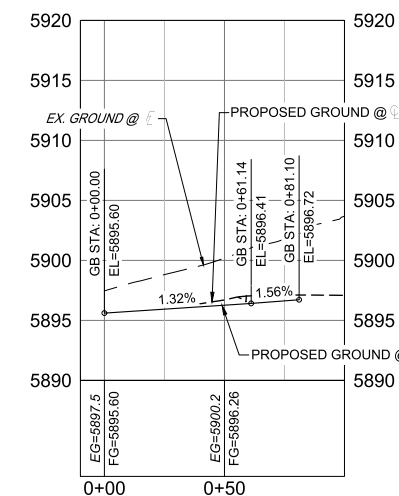 5920
5920
5915
5915
EX. GROUND @ ℄
PROPOSED GROUND @ ℄
5910
5910
5905
5905
GB STA: 0+00.00
EL=5895.60
GB STA: 0+61.14
EL=5896.41
GB STA: 0+81.10
EL=5896.72
5900
5900
1.32%
1.56%
5895
5895
PROPOSED GROUND @
5890
5890
EG=5897.5
FG=5895.60
EG=5900.2
FG=5896.26
0+00
0+50